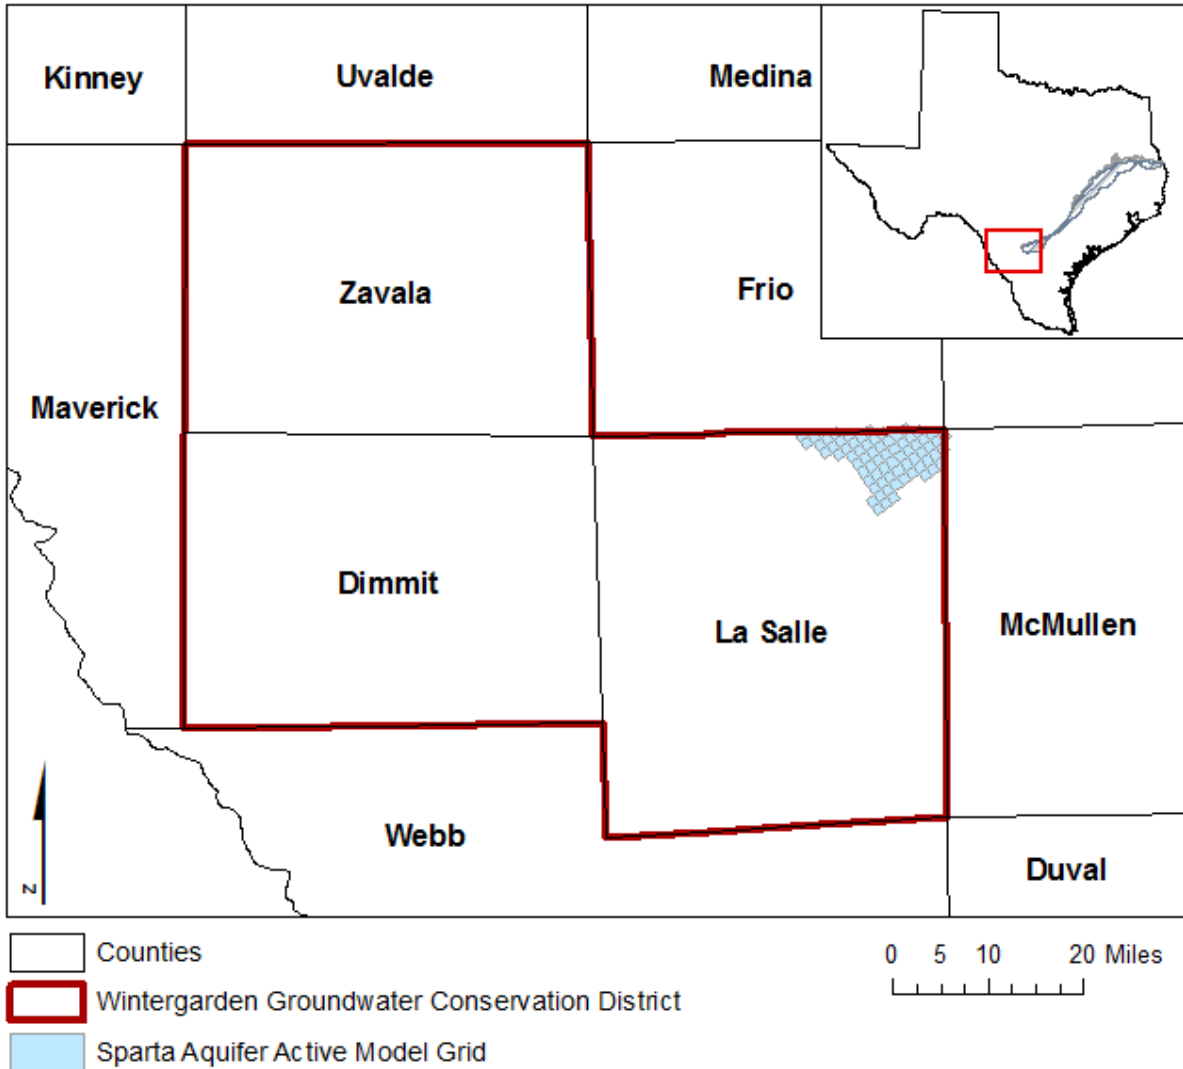 Kinney
Uvalde
Medina
Zavala
Frio
Maverick
Dimmit
La Salle
McMullen
Webb
Duval
N
Counties
0 5 10 20 Miles
Wintergarden Groundwater Conservation District
Sparta Aquifer Active Model Grid